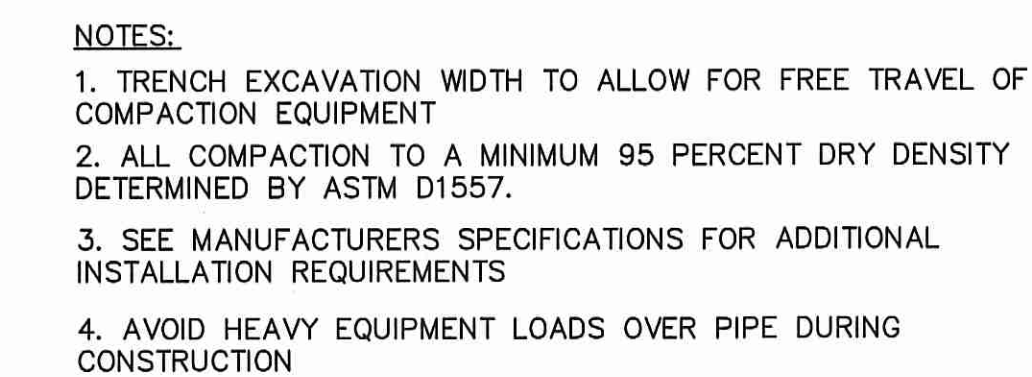 NOTES:
1. TRENCH EXCAVATION WIDTH TO ALLOW FOR FREE TRAVEL OF
COMPACTION EQUIPMENT
2. ALL COMPACTION TO A MINIMUM 95 PERCENT DRY DENSITY
DETERMINED BY ASTM D1557.
3. SEE MANUFACTURERS SPECIFICATIONS FOR ADDITIONAL
INSTALLATION REQUIREMENTS
4. AVOID HEAVY EQUIPMENT LOADS OVER PIPE DURING
CONSTRUCTION